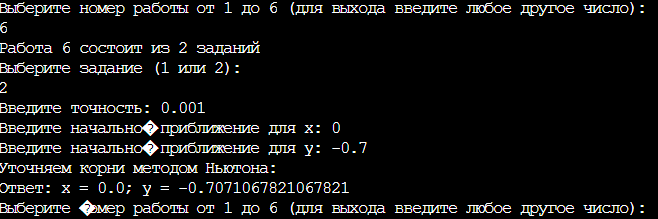 Выберите номер работы от 1 до 6 (для выхода введите любое другое число):
6
Работа 6 состоит из 2 заданий
Выберите задание (1 или 2):
2
Введите точность: 0.001
Введите начально�приближение для x: 0
Введите начально�приближение для y: -0.7
Уточняем корни методом Ньютона:
Ответ: x = 0.0; y = -0.7071067821067821
Выберите �омер работы от 1 до 6 (для выхода введите любое другое число):